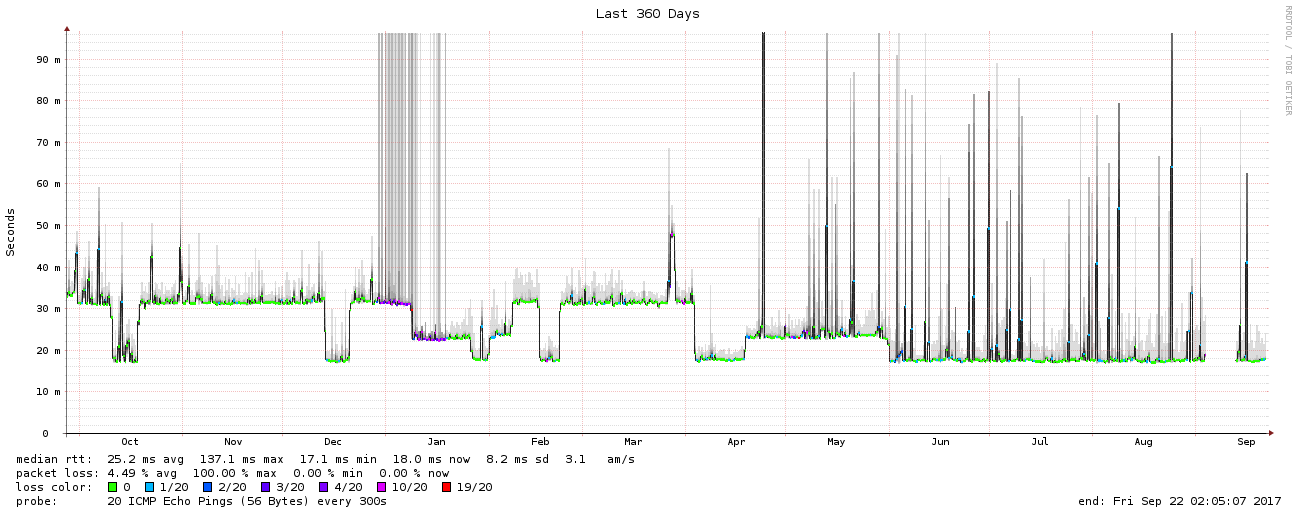 Last 360 Days
RRDTOOL / TOBI OETIKER
Seconds
90 m
80 m
70 m
60 m
50 m
40 m
30 m
20 m
10 m
0
Oct Nov Dec Jan Feb Mar Apr May Jun Jul Aug Sep
median rtt: 25.2 ms avg 137.1 ms max 17.1 ms min 18.0 ms now 8.2 ms sd 3.1 am/s
packet loss: 4.49 % avg 100.00 % max 0.00 % min 0.00 % now
loss color: 0 1/20 2/20 3/20 4/20 10/20 19/20
probe: 20 ICMP Echo Pings (56 Bytes) every 300s end: Fri Sep 22 02:05:07 2017